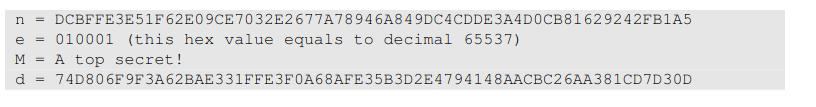 n = DCBFFE3E51F62E09CE7032E2677A78946A849DC4CDDE3A4D0CB81629242FB1A5
e = 010001 (this hex value equals to decimal 65537)
M = A top secret!
d = 74D806F9F3A62BAE331FFE3F0A68AFE35B3D2E4794148AACBC26AA381CD7D30D